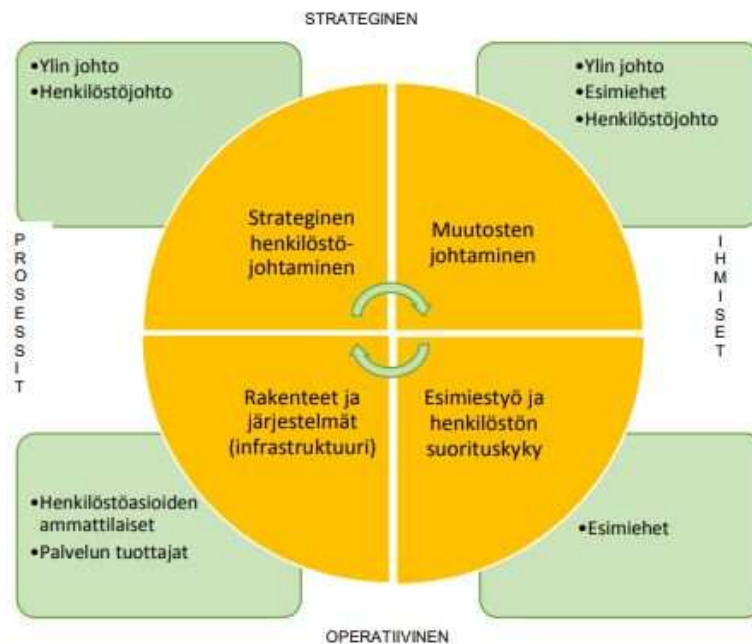 STRATEGINEN
•Ylin johto
•Henkilöstöjohto
•Ylin johto
•Esimiehet
•Henkilöstöjohto
Strateginen
henkilöstö-
johtaminen
Muutosten
johtaminen
PROSESSIT
IHMISET
Rakenteet ja
järjestelmät
(infrastruktuuri)
Esimiestyö ja
henkilöstön
suorituskyky
•Henkilöstöasioiden
ammattilaiset
•Palvelun tuottajat
•Esimiehet
OPERATIIVINEN